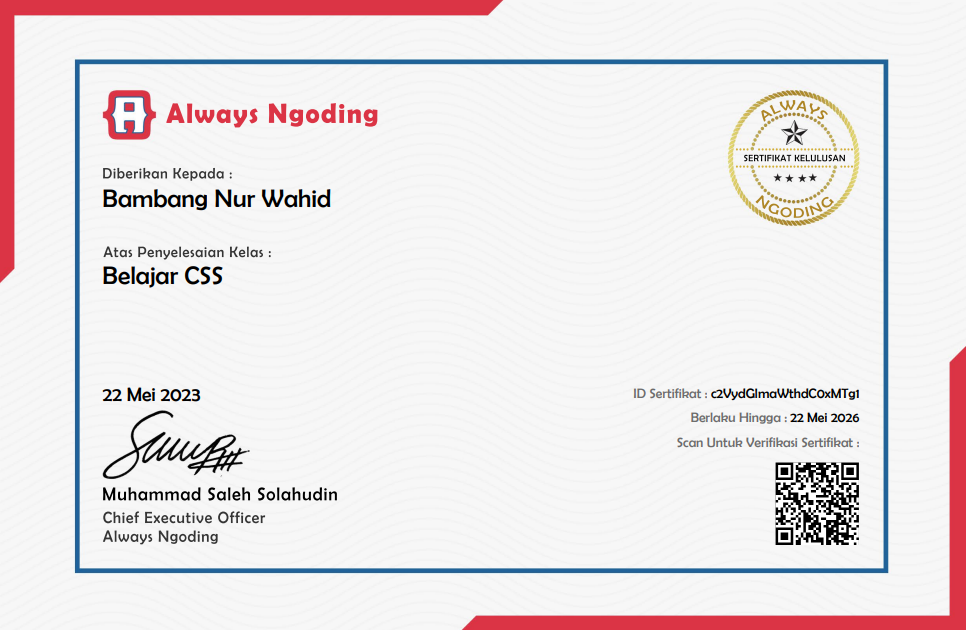 Always Ngoding
ALWAYS
SERTIFIKAT KELULUSAN
NGODING
Diberikan Kepada :
Bambang Nur Wahid
Atas Penyelesaian Kelas :
Belajar CSS
22 Mei 2023
Muhammad Saleh Solahudin
Chief Executive Officer
Always Ngoding
ID Sertifikat : c2VydGlmaWthdC0xMTg1
Berlaku Hingga : 22 Mei 2026
Scan Untuk Verifikasi Sertifikat :